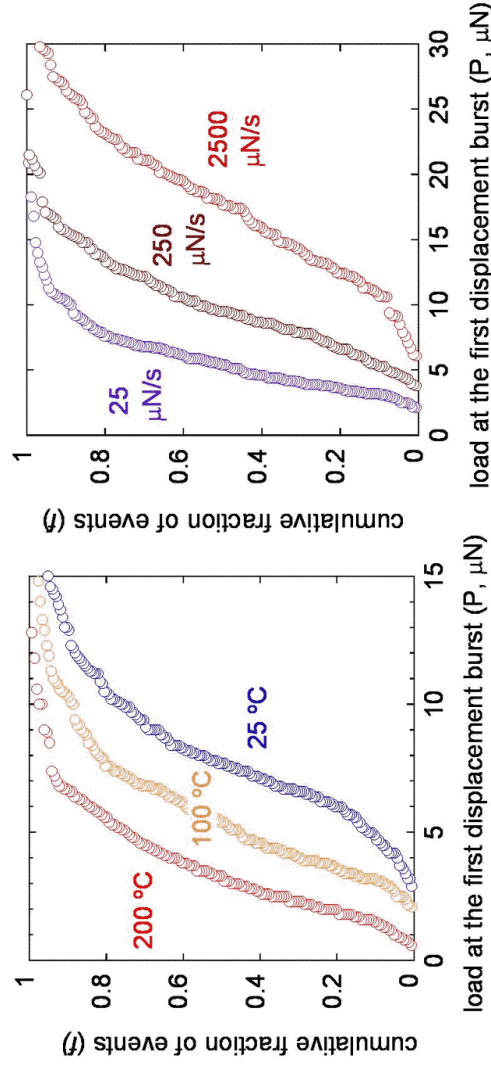 cumulative fraction of events (f)
1
0.8
0.6
0.4
0.2
0
200 ºC
100 ºC
25 ºC
0
5
10
15
load at the first displacement burst (P, μN)
cumulative fraction of events (f)
1
0.8
0.6
0.4
0.2
0
25
μN/s
250
μN/s
2500
μN/s
0
5
10
15
20
25
30
load at the first displacement burst (P, μN)